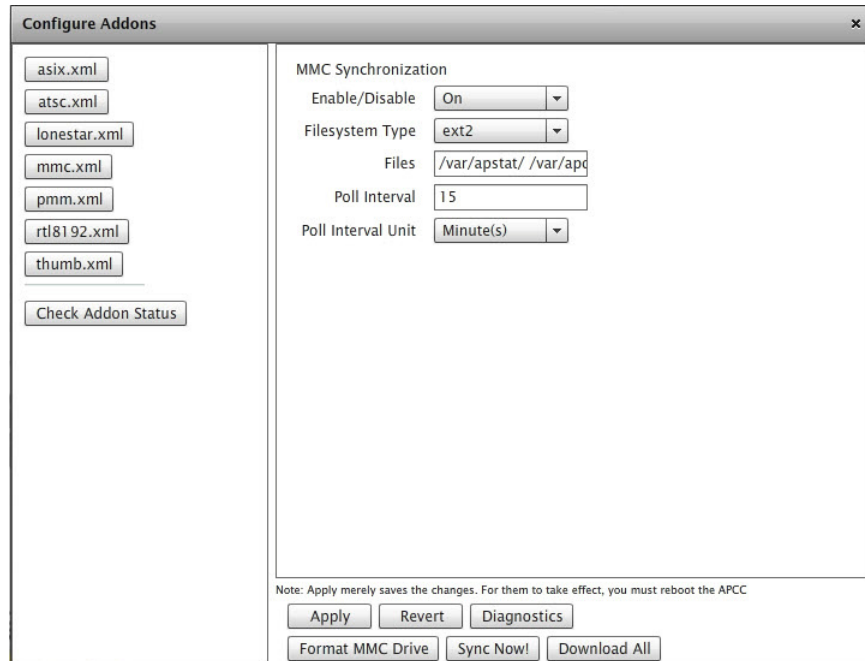 Configure Addons
×
asix.xml
atsc.xml
lonestar.xml
mmc.xml
pmm.xml
rtl8192.xml
thumb.xml
Check Addon Status
MMC Synchronization
Enable/Disable On
Filesystem Type ext2
Files /var/apstat/ /var/apc
Poll Interval 15
Poll Interval Unit Minute(s)
Note: Apply merely saves the changes. For them to take effect, you must reboot the APCC
Apply Revert Diagnostics
Format MMC Drive Sync Now! Download All